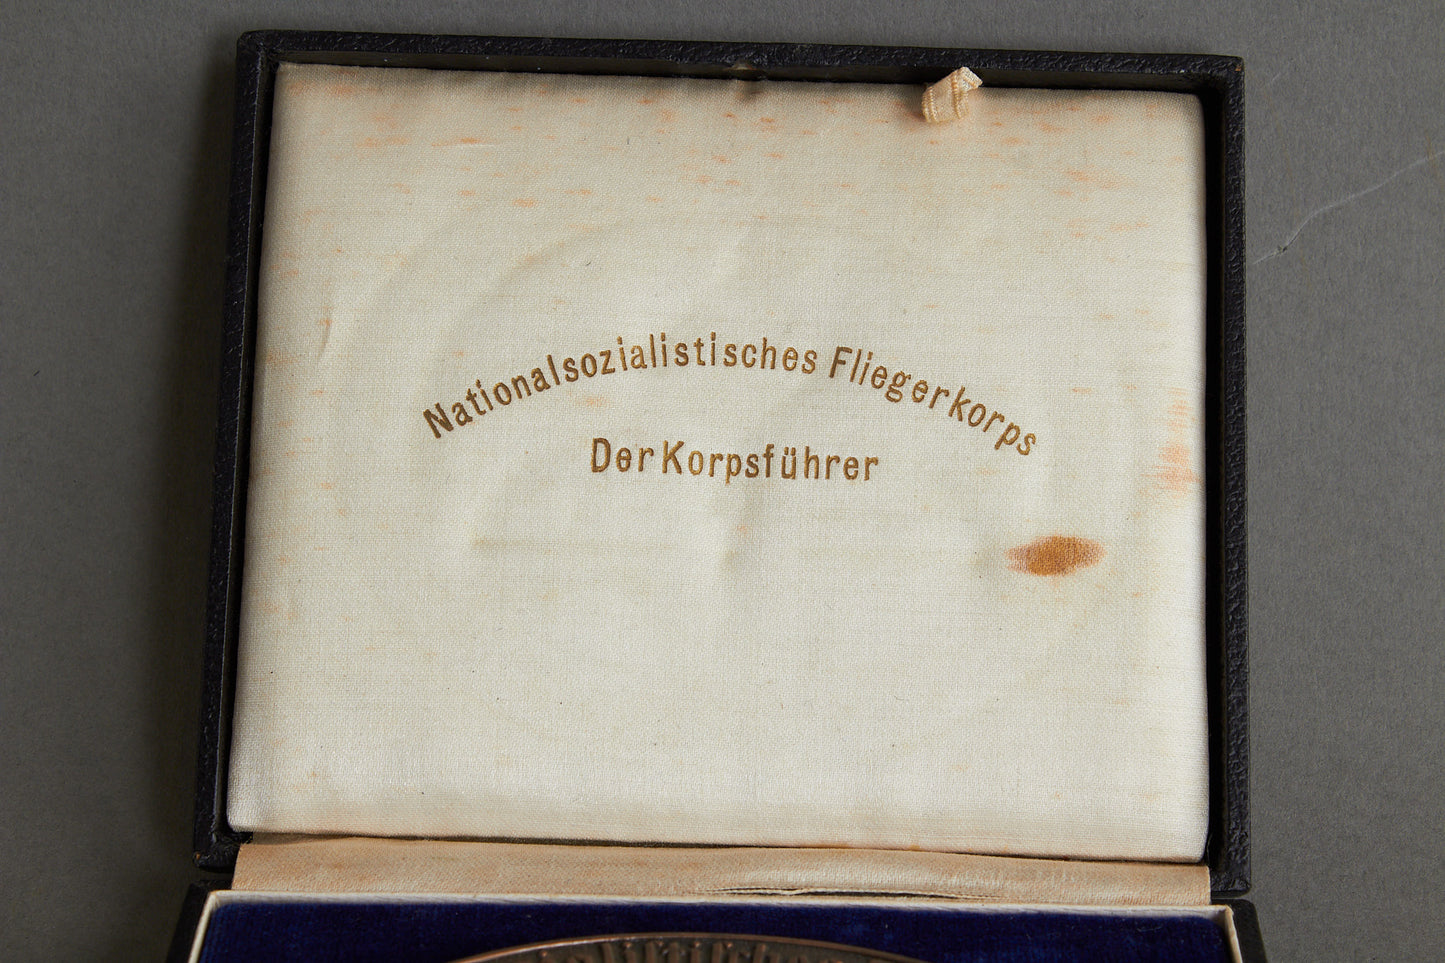 Nationalsozialistisches Fliegerkorps
Der Korpsführer